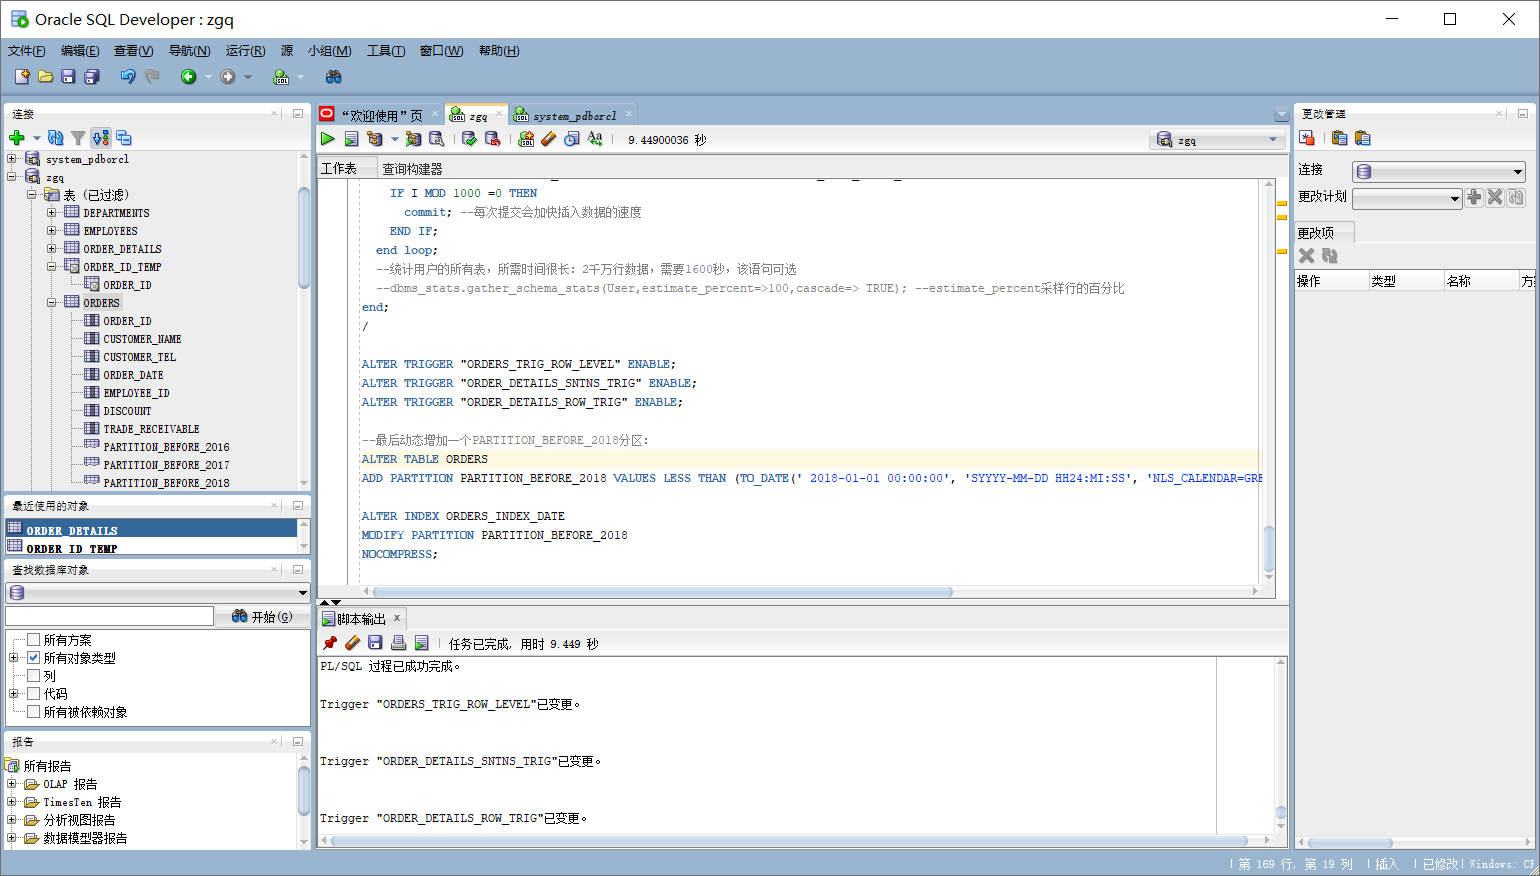 Oracle SQL Developer : zgq
文件(F) 编辑(E) 查看(V) 导航(N) 运行(R) 源 小组(M) 工具(T) 窗口(W) 帮助(H)
连接
system_pdborcl
zgq
表 (已过滤)
DEPARTMENTS
EMPLOYEES
ORDER_DETAILS
ORDER_ID_TEMP
ORDER_ID
ORDERS
ORDER_ID
CUSTOMER_NAME
CUSTOMER_TEL
ORDER_DATE
EMPLOYEE_ID
DISCOUNT
TRADE_RECEIVABLE
PARTITION_BEFORE_2016
PARTITION_BEFORE_2017
PARTITION_BEFORE_2018
最近使用的对象
ORDER_DETAILS
ORDER_ID_TEMP
查找数据库对象
开始(G)
所有方案
所有对象类型
列
代码
所有被依赖对象
报告
所有报告
OLAP 报告
TimesTen 报告
分析视图报告
数据模型器报告
“欢迎使用”页 zgq system_pdborcl
9.44900036 秒
zgq
工作表 查询构建器
IF I MOD 1000 =0 THEN
commit; --每次提交会加快插入数据的速度
END IF;
end loop;
--统计用户的所有表，所需时间很长：2千万行数据，需要1600秒，该语句可选
--dbms_stats.gather_schema_stats(User,estimate_percent=>100,cascade=> TRUE); --estimate_percent采样行的百分比
end;
/
ALTER TRIGGER "ORDERS_TRIG_ROW_LEVEL" ENABLE;
ALTER TRIGGER "ORDER_DETAILS_SNTNS_TRIG" ENABLE;
ALTER TRIGGER "ORDER_DETAILS_ROW_TRIG" ENABLE;
--最后动态增加一个PARTITION_BEFORE_2018分区：
ALTER TABLE ORDERS
ADD PARTITION PARTITION_BEFORE_2018 VALUES LESS THAN (TO_DATE(' 2018-01-01 00:00:00', 'SYYYY-MM-DD HH24:MI:SS', 'NLS_CALENDAR=GRE
ALTER INDEX ORDERS_INDEX_DATE
MODIFY PARTITION PARTITION_BEFORE_2018
NOCOMPRESS;
脚本输出
任务已完成, 用时 9.449 秒
PL/SQL 过程已成功完成。
Trigger "ORDERS_TRIG_ROW_LEVEL"已变更。
Trigger "ORDER_DETAILS_SNTNS_TRIG"已变更。
Trigger "ORDER_DETAILS_ROW_TRIG"已变更。
更改管理
连接
更改计划
更改项
操作 类型 名称 方
第 169 行, 第 19 列 插入 已修改 Windows: CF